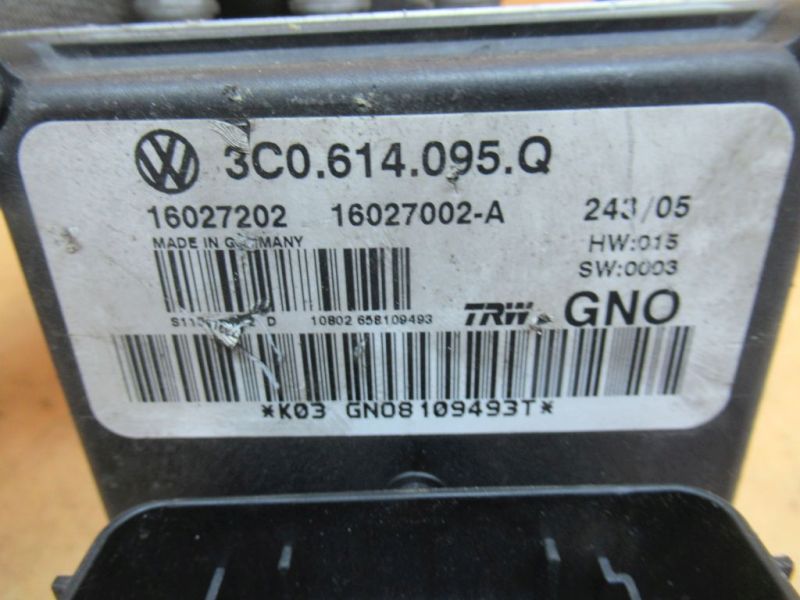 3C0.614.095.Q
16027202 16027002-A 243/05
MADE IN GERMANY HW:015
SW:0003
D 10802 658109493 TRW GNO
*K03 GNO8109493T*